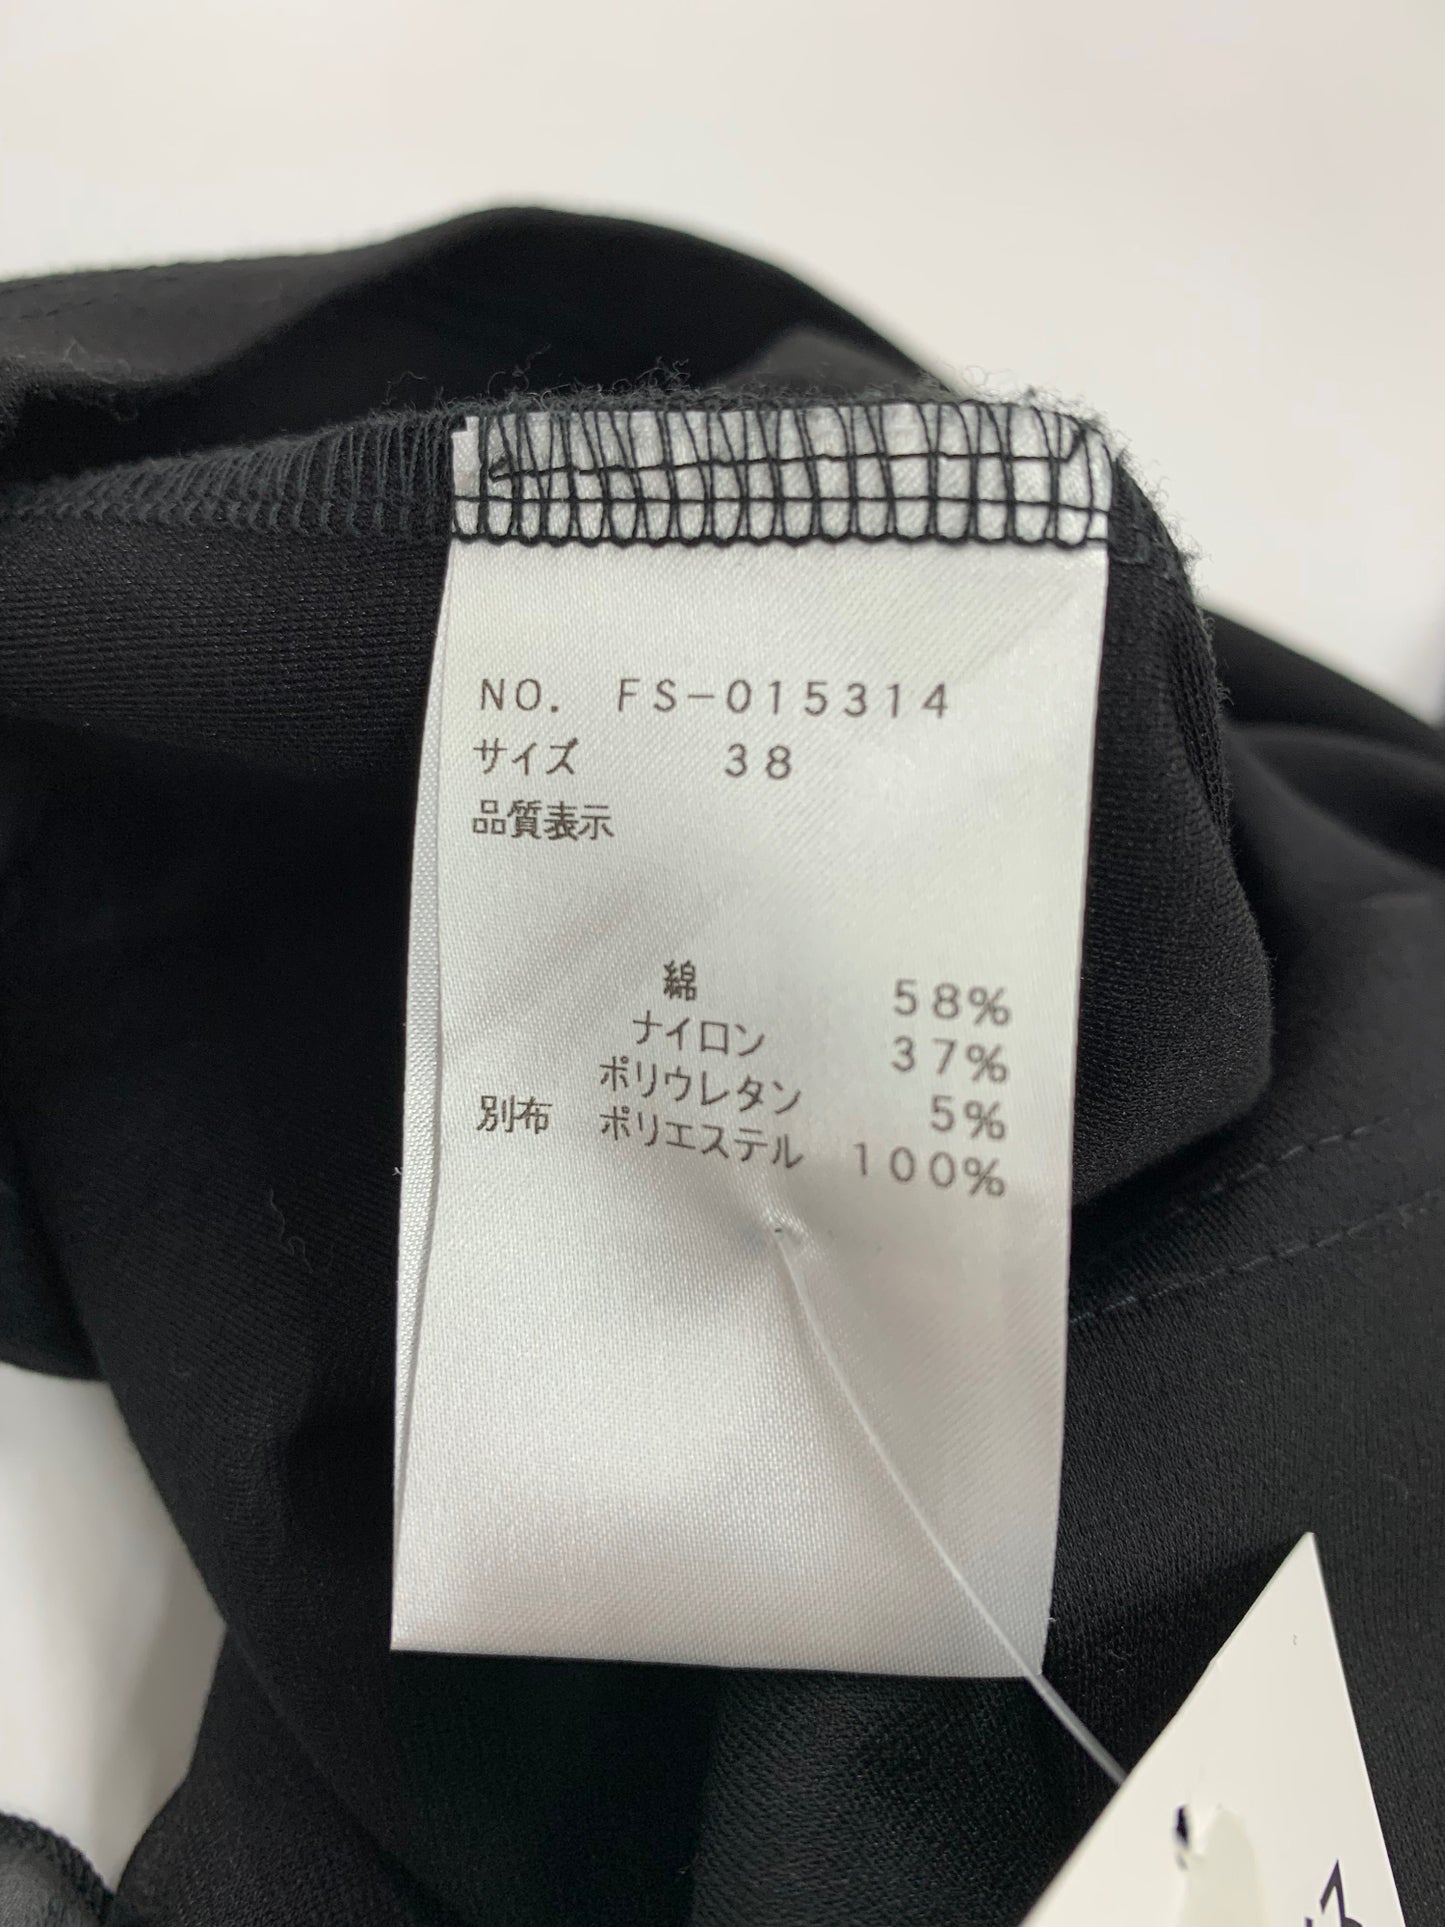 NO. FS-015314
サイズ 38
品質表示
綿 58%
ナイロン 37%
ポリウレタン 5%
別布 ポリエステル 100%